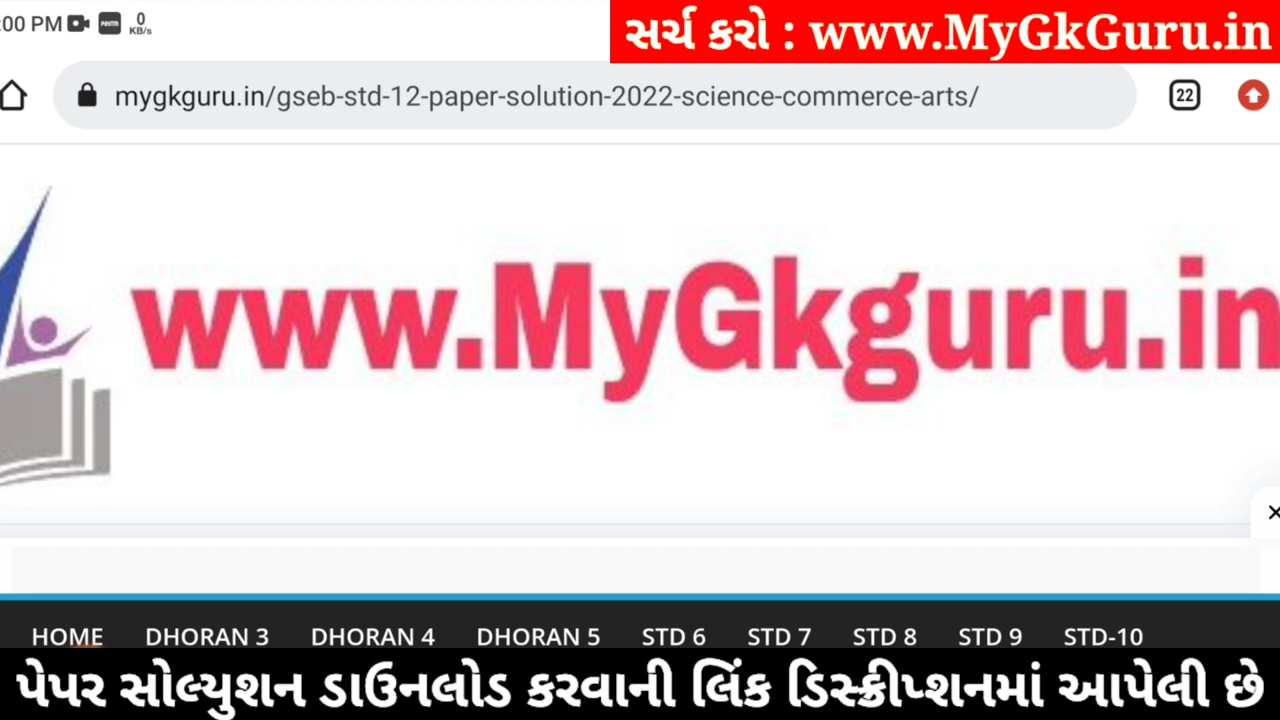 :00 PM paytm 0 KB/s
સર્ચ કરો : www.MyGkGuru.in
mygkguru.in/gseb-std-12-paper-solution-2022-science-commerce-arts/
22
www.MyGkguru.in
HOME DHORAN 3 DHORAN 4 DHORAN 5 STD 6 STD 7 STD 8 STD 9 STD-10
પેપર સોલ્યુશન ડાઉનલોડ કરવાની લિંક ડિસ્ક્રીપ્શનમાં આપેલી છે